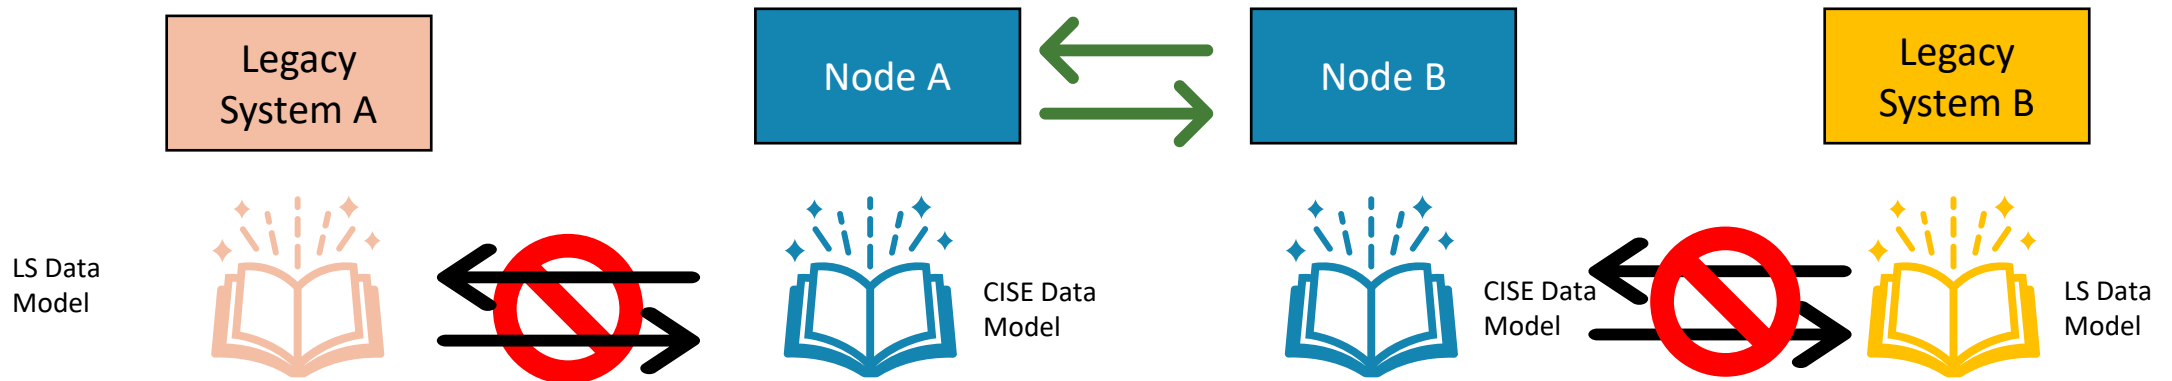 Legacy
System A
Node A
Node B
Legacy
System B
LS Data
Model
CISE Data
Model
CISE Data
Model
LS Data
Model